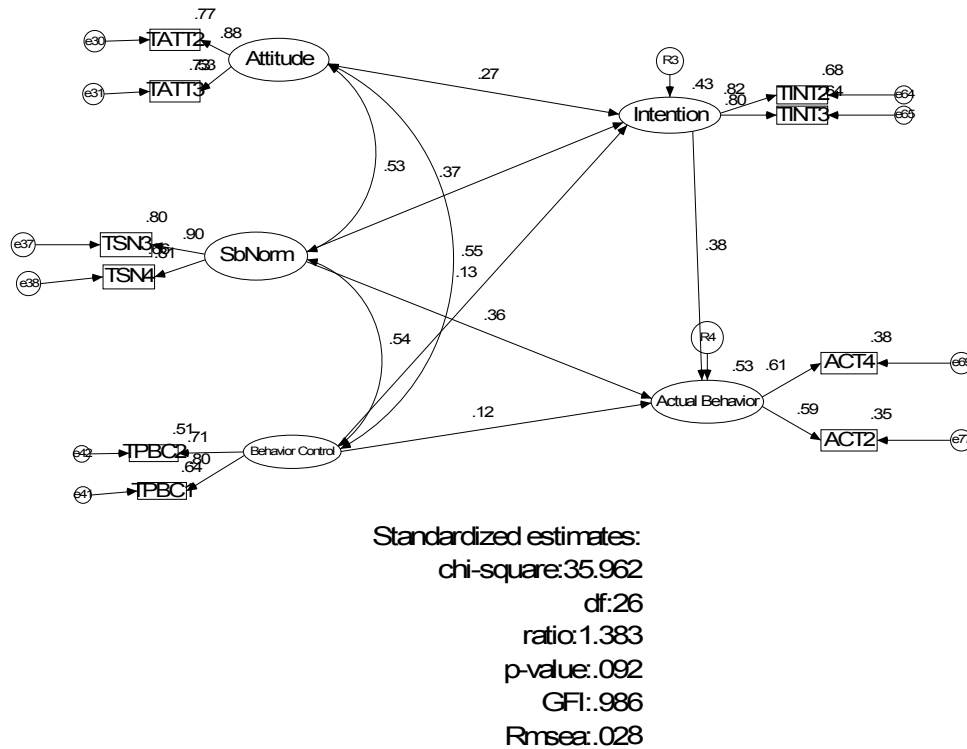 .77
e30
TATT2
.88
Attitude
.53
e31
TATT3
R3
.27
.43
.82
.68
TINT2
e64
.80
Intention
TINT3
e65
.53
.37
.80
e37
TSN3
.90
SbNorm
.81
e38
TSN4
.55
.13
.38
.36
.54
R4
.38
.53
.61
ACT4
Actual Behavior
.59
.35
ACT2
.12
.51
.71
e42
TPBC2
.80
Behavior Control
.64
e41
TPBC1
Standardized estimates:
chi-square:35.962
df:26
ratio:1.383
p-value:.092
GFI:.986
Rmsea:.028